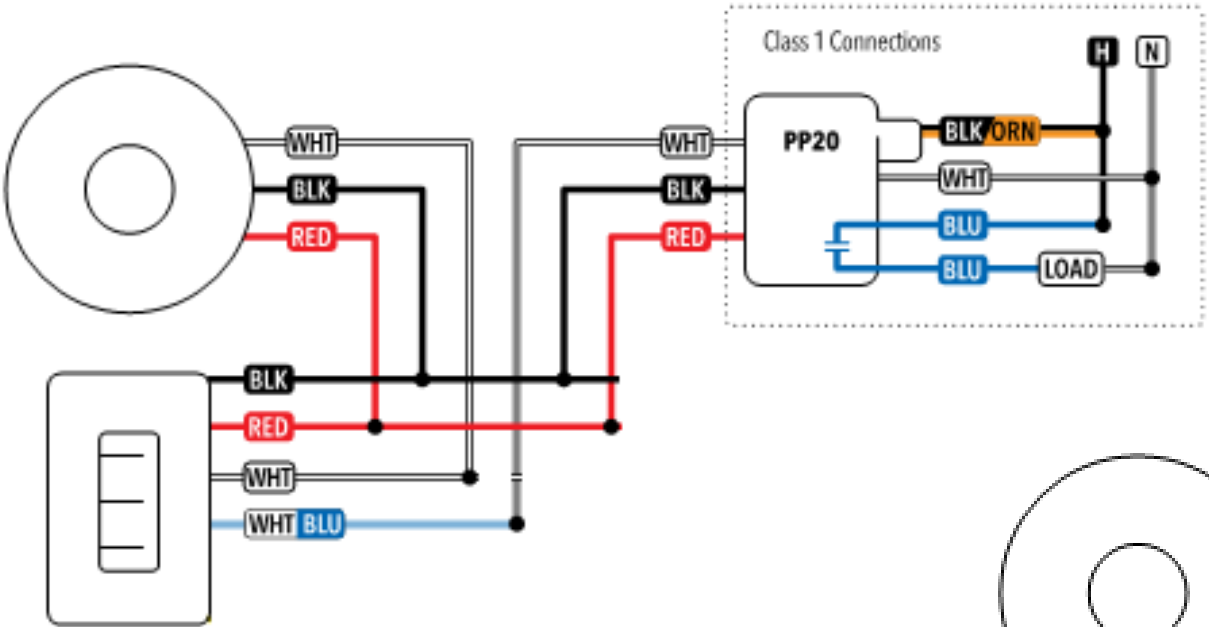 Class 1 Connections
H N
WHT
BLK
RED
WHT
BLK
RED
PP20
BLK/ORN
WHT
BLU
BLU LOAD
BLK
RED
WHT
WHT BLU